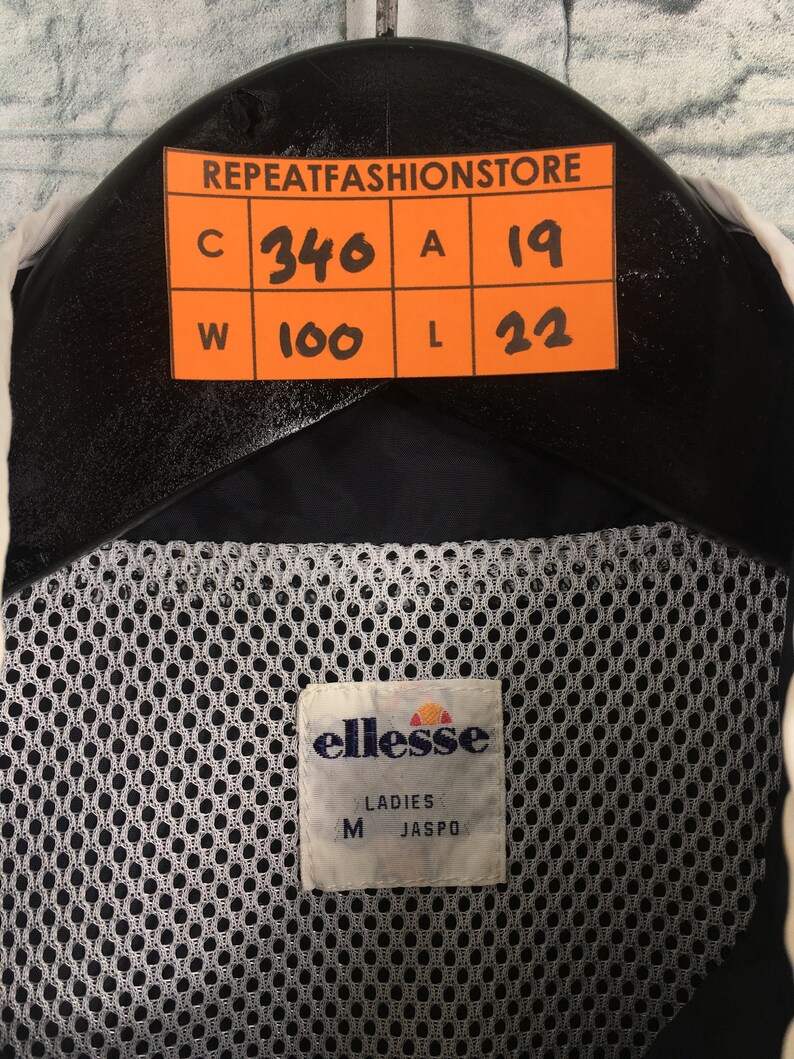 REPEATFASHIONSTORE
C 340 A 19
W 100 L 22
ellesse
LADIES
M JASPO